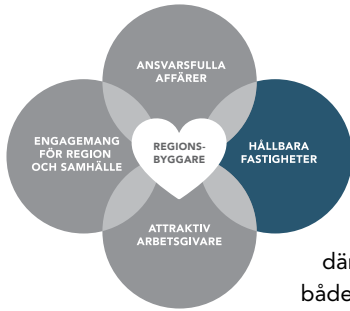 ANSVARSFULLA
AFFÄRER
ENGAGEMANG
FÖR REGION
OCH SAMHÄLLE
REGIONS-
BYGGARE
HÅLLBARA
FASTIGHETER
ATTRAKTIV
ARBETSGIVARE
där
både